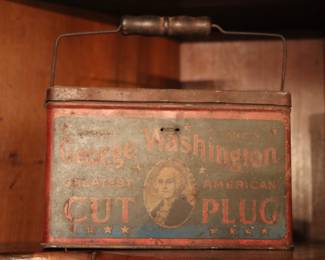 George Washington
GREATEST AMERICAN
CUT PLUG